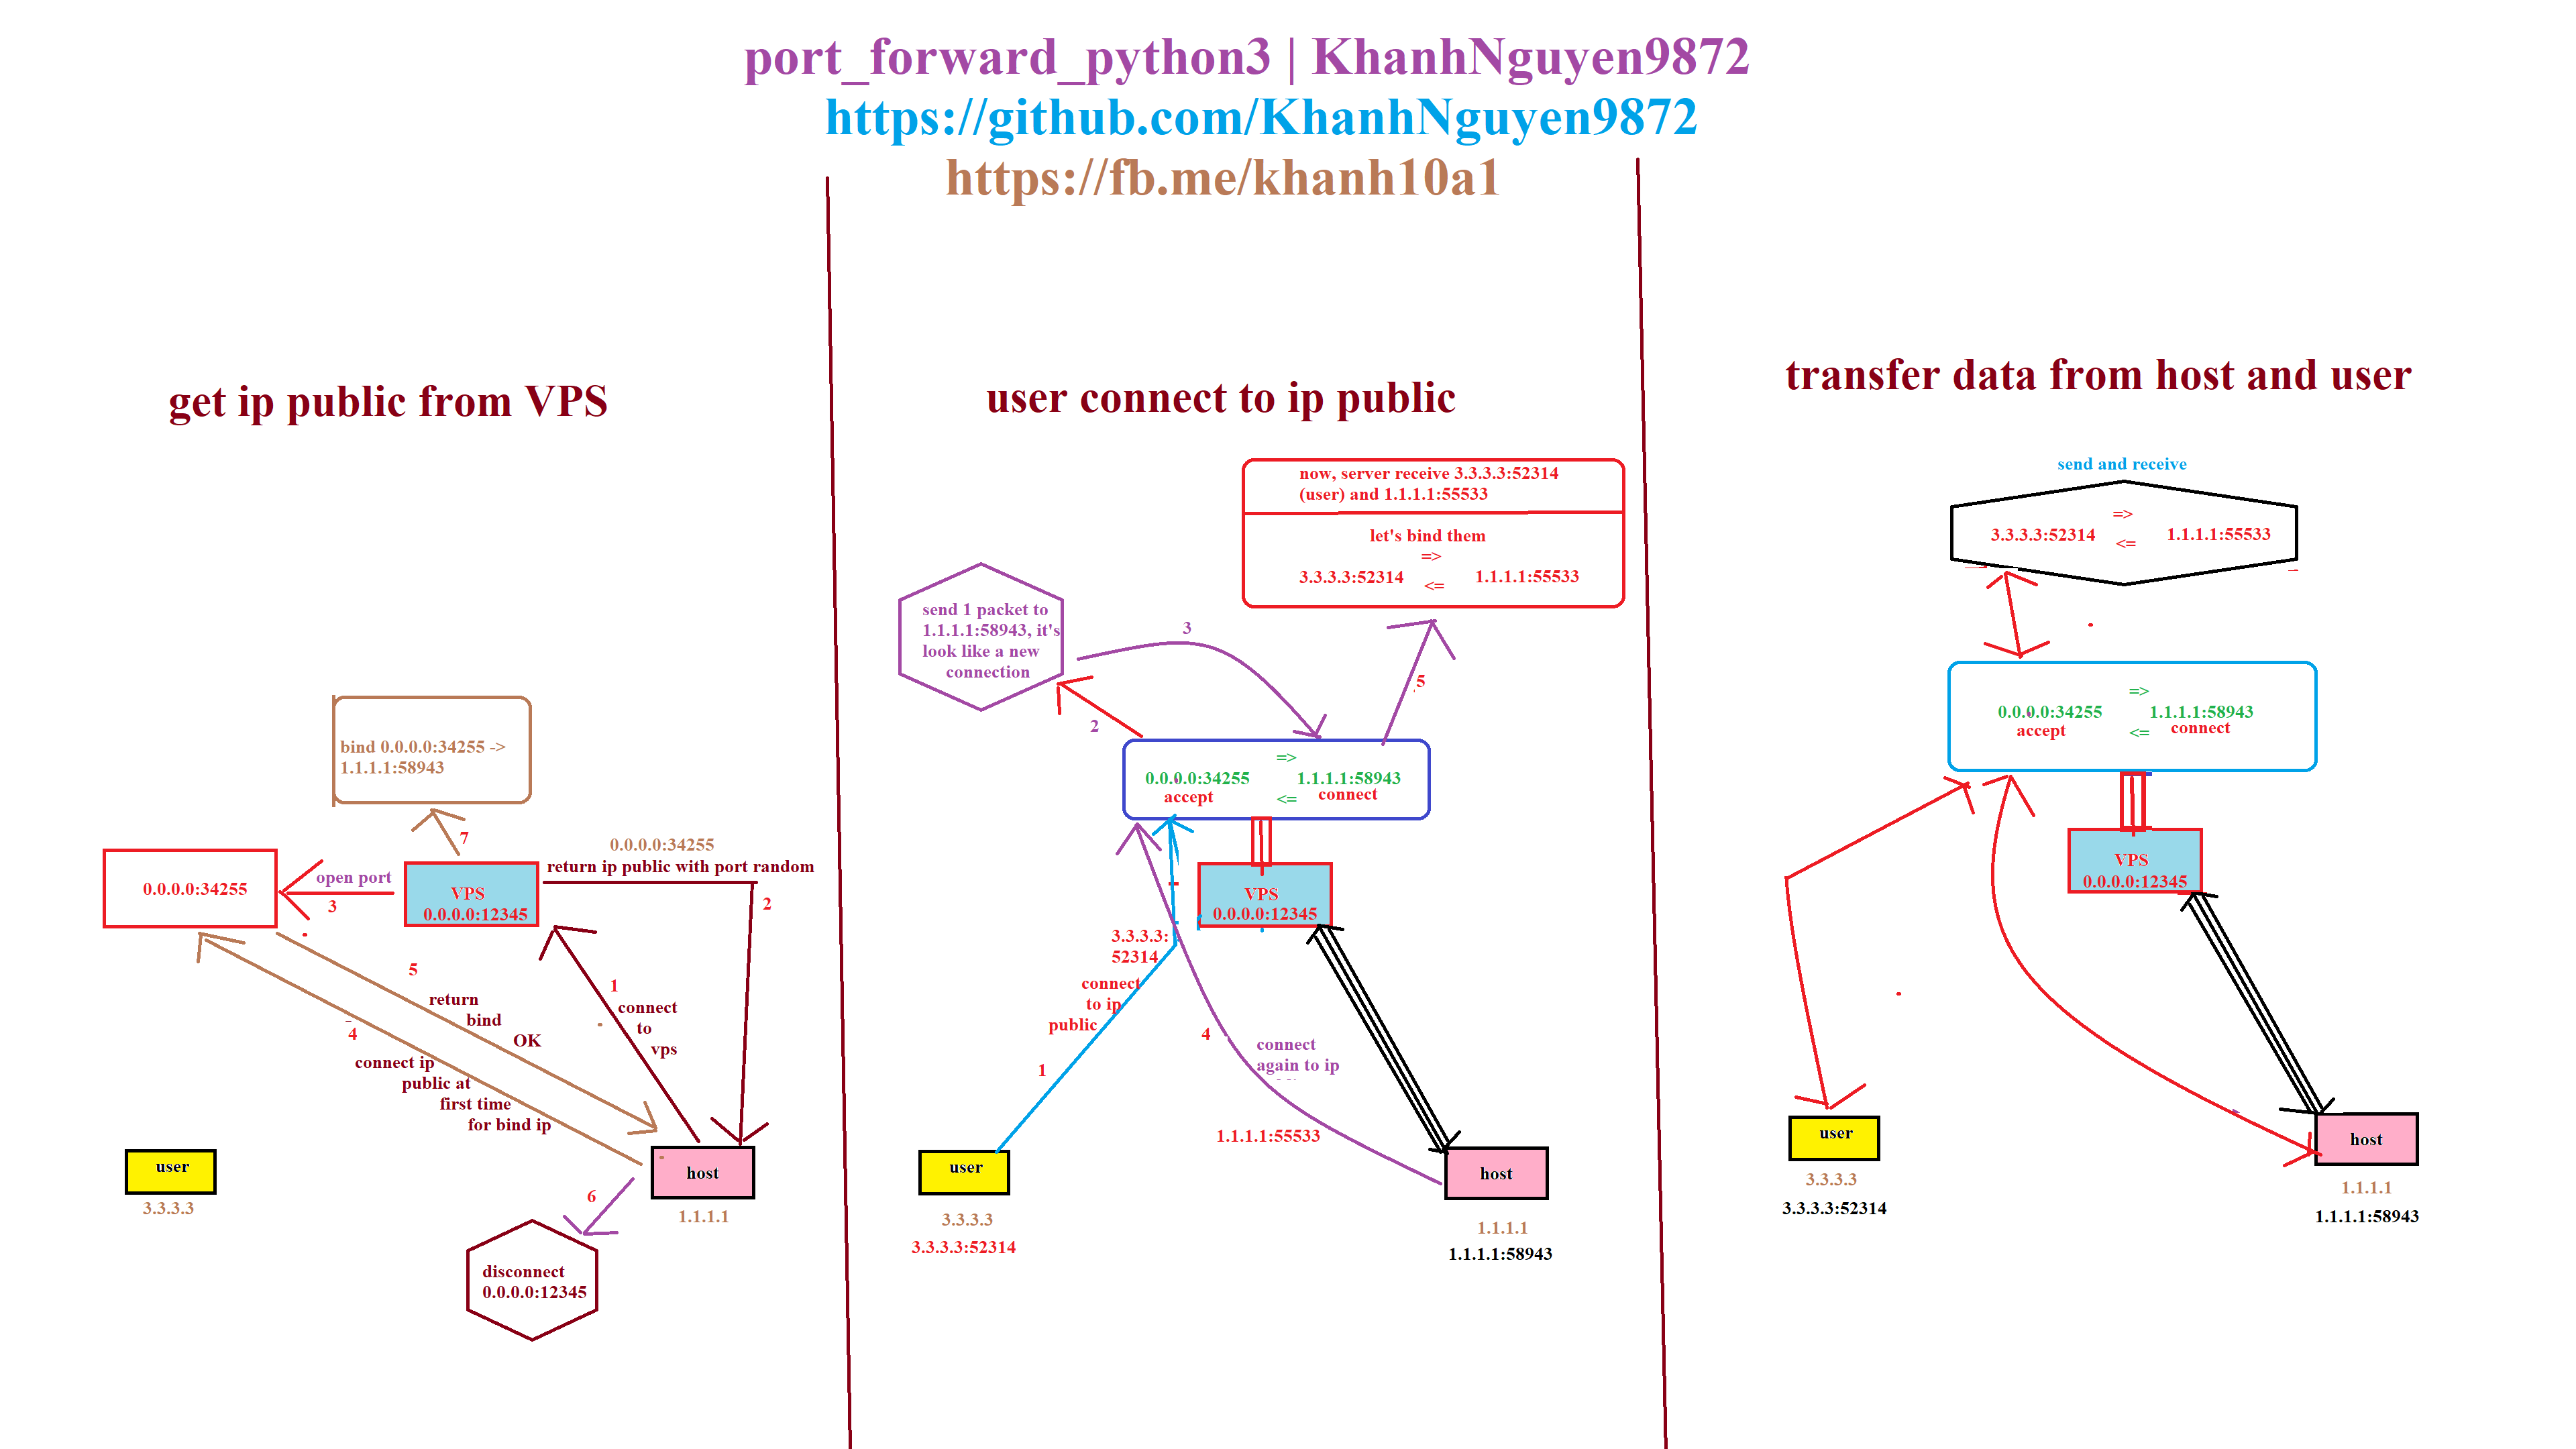 port_forward_python3 | KhanhNguyen9872
https://github.com/KhanhNguyen9872
https://fb.me/khanh10a1
get ip public from VPS
bind 0.0.0.0:34255 ->
1.1.1.1:58943
7
0.0.0.0:34255
return ip public with port random
2
0.0.0.0:34255
open port
3
VPS
0.0.0.0:12345
5
return
bind
OK
4
connect ip
public at
first time
for bind ip
1
connect
to
vps
user
3.3.3.3
host
1.1.1.1
6
disconnect
0.0.0.0:12345
user connect to ip public
now, server receive 3.3.3.3:52314
(user) and 1.1.1.1:55533
let's bind them
=>
3.3.3.3:52314
<=
1.1.1.1:55533
send 1 packet to
1.1.1.1:58943, it's
look like a new
connection
3
2
5
=>
0.0.0.0:34255
1.1.1.1:58943
accept
<=
connect
VPS
0.0.0.0:12345
3.3.3.3:
52314
connect
to ip
public
1
4
connect
again to ip
1.1.1.1:55533
user
3.3.3.3
3.3.3.3:52314
host
1.1.1.1
1.1.1.1:58943
transfer data from host and user
send and receive
=>
3.3.3.3:52314
<=
1.1.1.1:55533
=>
0.0.0.0:34255
1.1.1.1:58943
accept
<=
connect
VPS
0.0.0.0:12345
user
3.3.3.3
3.3.3.3:52314
host
1.1.1.1
1.1.1.1:58943